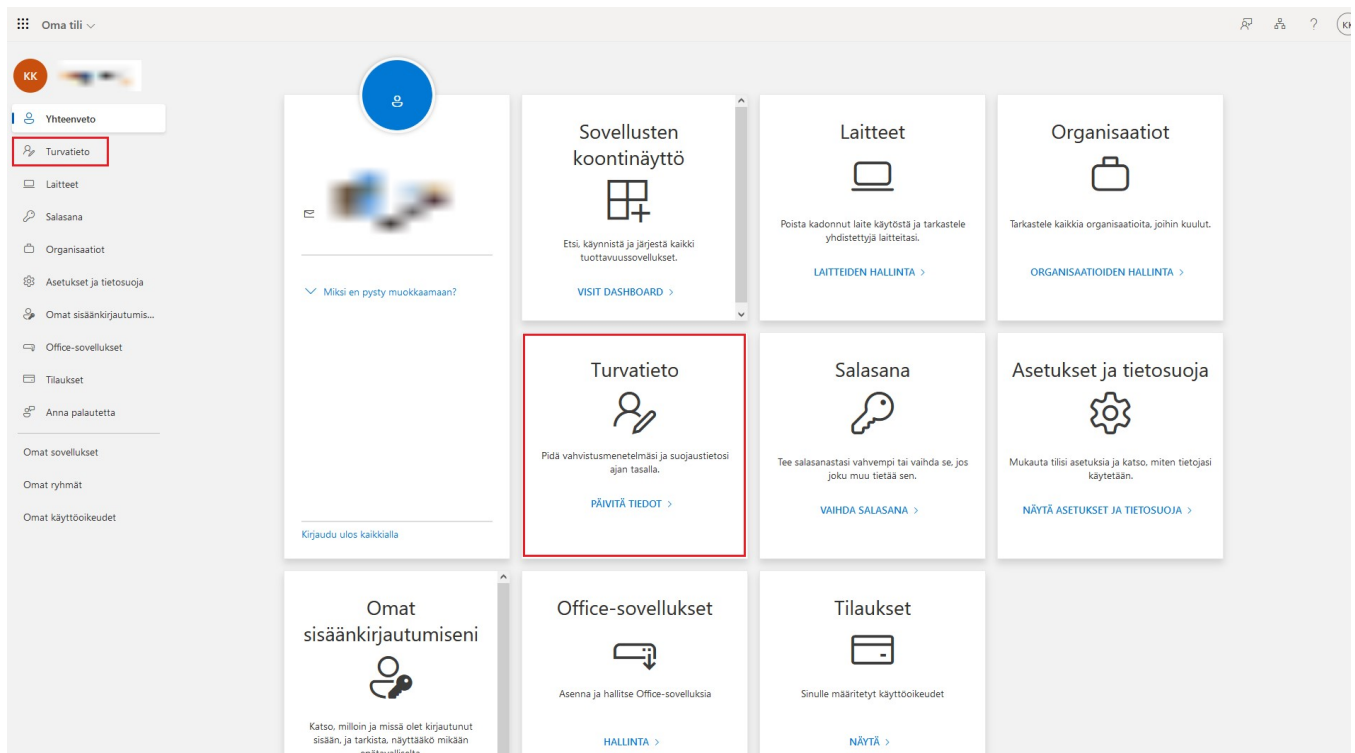 Oma tili
KK
KK
Yhteenveto
Turvatieto
Laitteet
Salasana
Organisaatiot
Asetukset ja tietosuoja
Omat sisäänkirjautumis...
Office-sovellukset
Tilaukset
Anna palautetta
Omat sovellukset
Omat ryhmät
Omat käyttöoikeudet
Miksi en pysty muokkaamaan?
Kirjaudu ulos kaikkialla
Sovellusten
koontinäyttö
Etsi, käynnistä ja järjestä kaikki
tuottavuussovellukset.
VISIT DASHBOARD >
Laitteet
Poista kadonnut laite käytöstä ja tarkastele
yhdistettyjä laitteitasi.
LAITTEIDEN HALLINTA >
Organisaatiot
Tarkastele kaikkia organisaatioita, joihin kuulut.
ORGANISAATIOIDEN HALLINTA >
Turvatieto
Pidä vahvistusmenetelmäsi ja suojaustietosi
ajan tasalla.
PÄIVITÄ TIEDOT >
Salasana
Tee salasanastasi vahvempi tai vaihda se, jos
joku muu tietää sen.
VAIHDA SALASANA >
Asetukset ja tietosuoja
Mukauta tilisi asetuksia ja katso, miten tietojasi
käytetään.
NÄYTÄ ASETUKSET JA TIETOSUOJA >
Omat
sisäänkirjautumiseni
Katso, milloin ja missä olet kirjautunut
sisään, ja tarkista, näyttääkö mikään
Office-sovellukset
Asenna ja hallitse Office-sovelluksia
HALLINTA >
Tilaukset
Sinulle määritetyt käyttöoikeudet
NÄYTÄ >